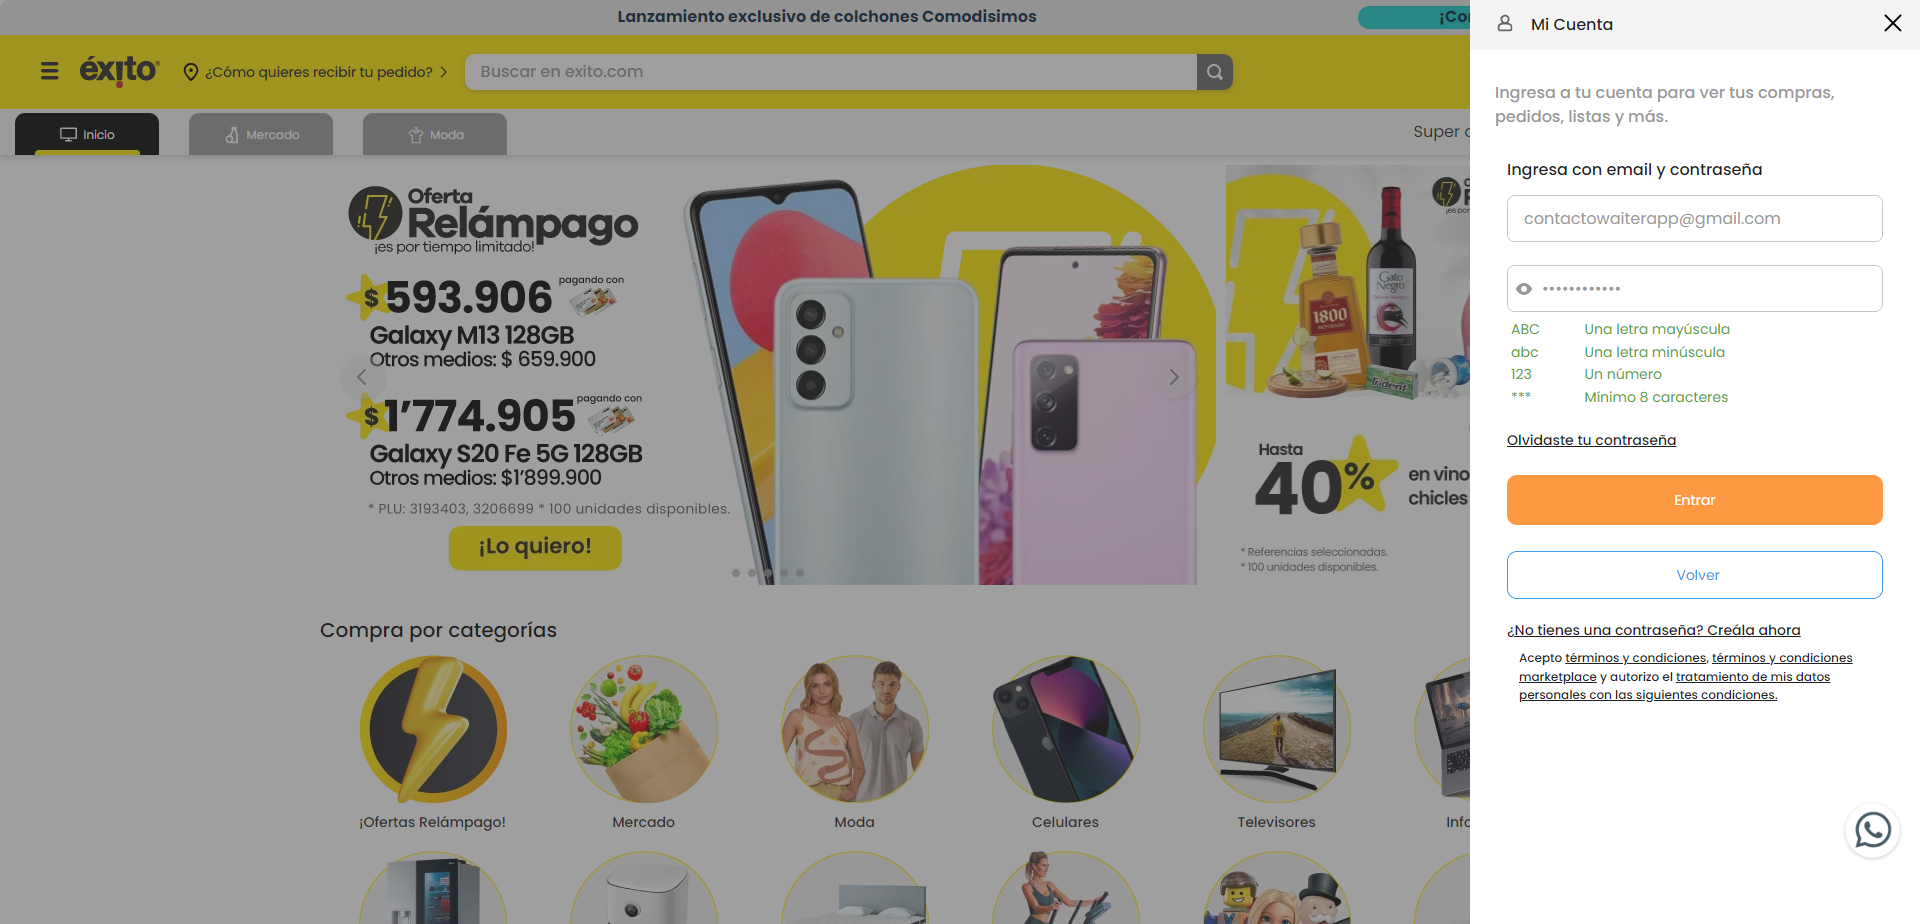 Lanzamiento exclusivo de colchones Comodisimos
éxito
¿Cómo quieres recibir tu pedido?
Buscar en exito.com
Inicio
Mercado
Moda
Super
Oferta
Relámpago
¡es por tiempo limitado!
$593.906
pagando con
Galaxy M13 128GB
Otros medios: $ 659.900
$1’774.905
pagando con
Galaxy S20 Fe 5G 128GB
Otros medios: $1’899.900
* PLU: 3193403, 3206699 * 100 unidades disponibles.
¡Lo quiero!
1800
Gato
Negro
Trident
Hasta
40%
en vino
chicles
* Referencias seleccionadas.
* 100 unidades disponibles.
Compra por categorías
¡Ofertas Relámpago!
Mercado
Moda
Celulares
Televisores
Mi Cuenta
Ingresa a tu cuenta para ver tus compras,
pedidos, listas y más.
Ingresa con email y contraseña
contactowaiterapp@gmail.com
ABC Una letra mayúscula
abc Una letra minúscula
123 Un número
*** Mínimo 8 caracteres
Olvidaste tu contraseña
Entrar
Volver
¿No tienes una contraseña? Creála ahora
Acepto términos y condiciones, términos y condiciones
marketplace y autorizo el tratamiento de mis datos
personales con las siguientes condiciones.